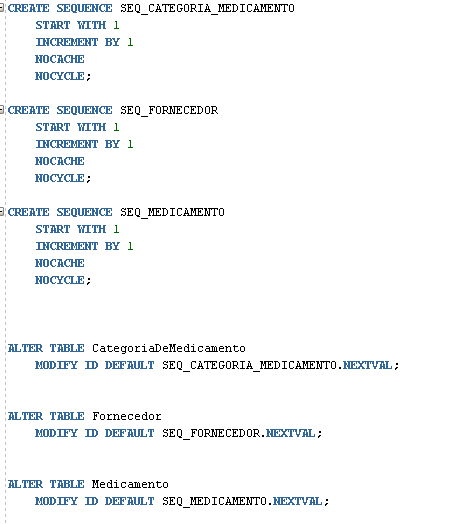 CREATE SEQUENCE SEQ_CATEGORIA_MEDICAMENTO
START WITH 1
INCREMENT BY 1
NOCACHE
NOCYCLE;
CREATE SEQUENCE SEQ_FORNECEDOR
START WITH 1
INCREMENT BY 1
NOCACHE
NOCYCLE;
CREATE SEQUENCE SEQ_MEDICAMENTO
START WITH 1
INCREMENT BY 1
NOCACHE
NOCYCLE;
ALTER TABLE CategoriaDeMedicamento
MODIFY ID DEFAULT SEQ_CATEGORIA_MEDICAMENTO.NEXTVAL;
ALTER TABLE Fornecedor
MODIFY ID DEFAULT SEQ_FORNECEDOR.NEXTVAL;
ALTER TABLE Medicamento
MODIFY ID DEFAULT SEQ_MEDICAMENTO.NEXTVAL;